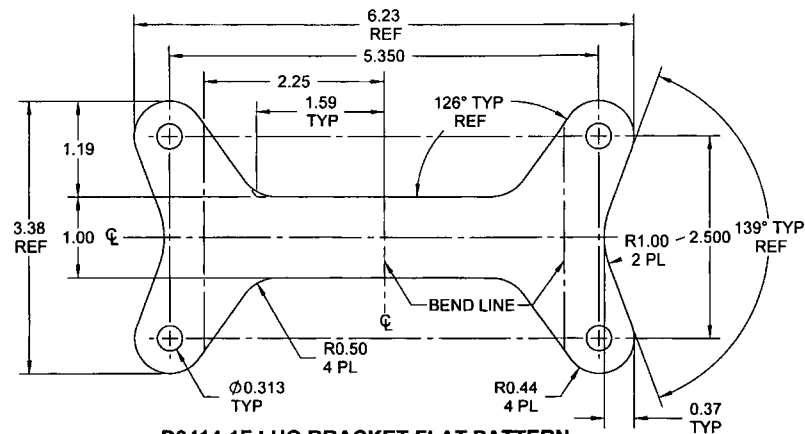 6.23
REF
5.350
2.25
1.59
TYP
126° TYP
REF
1.19
3.38
REF
1.00
℄
R1.00
2 PL
2.500
139° TYP
REF
BEND LINE
℄
R0.50
4 PL
Ø0.313
TYP
R0.44
4 PL
0.37
TYP